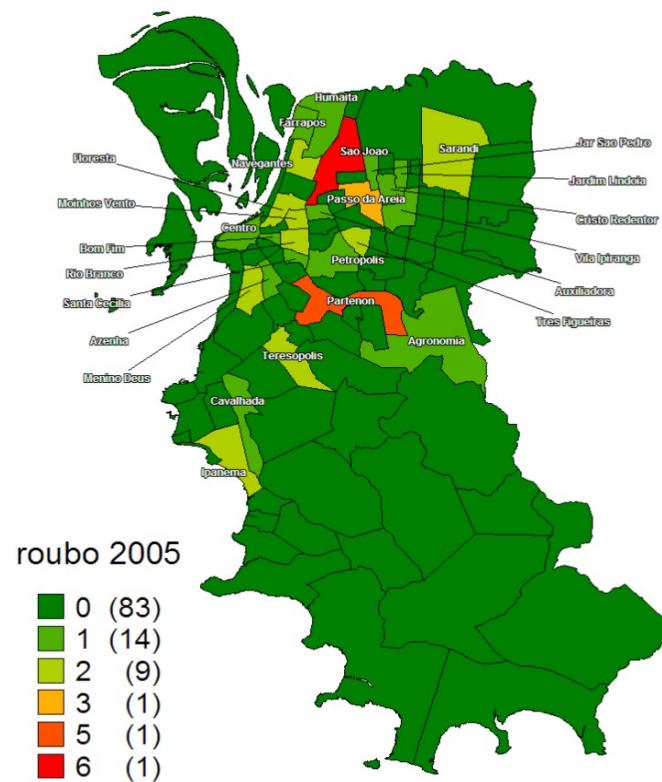 Humaita
Farrapos
Sao Joao
Sarandi
Jar Sao Pedro
Floresta
Navegantes
Jardim Lindoia
Moinhos Vento
Passo da Areia
Cristo Redentor
Centro
Bom Fim
Vila Ipiranga
Petropolis
Rio Branco
Auxiliadora
Santa Cecilia
Partenon
Tres Figueiras
Azenha
Agronomia
Teresopolis
Menino Deus
Cavalhada
Ipanema
roubo 2005
0 (83)
1 (14)
2 (9)
3 (1)
5 (1)
6 (1)